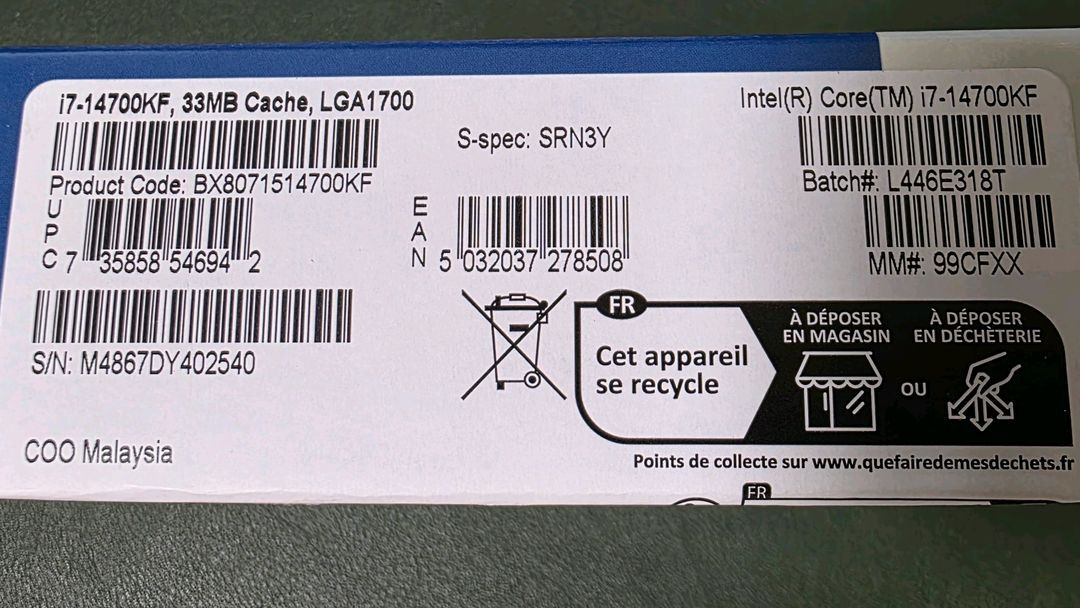 i7-14700KF, 33MB Cache, LGA1700
Intel(R) Core(TM) i7-14700KF
S-spec: SRN3Y
Product Code: BX8071514700KF
Batch#: L446E318T
UPC 7 35858 54694 2
EAN 5 032037 278508
MM#: 99CFXX
S/N: M4867DY402540
FR
Cet appareil
se recycle
À DÉPOSER
EN MAGASIN
OU
À DÉPOSER
EN DÉCHÈTERIE
Points de collecte sur www.quefairedemesdechets.fr
COO Malaysia
FR